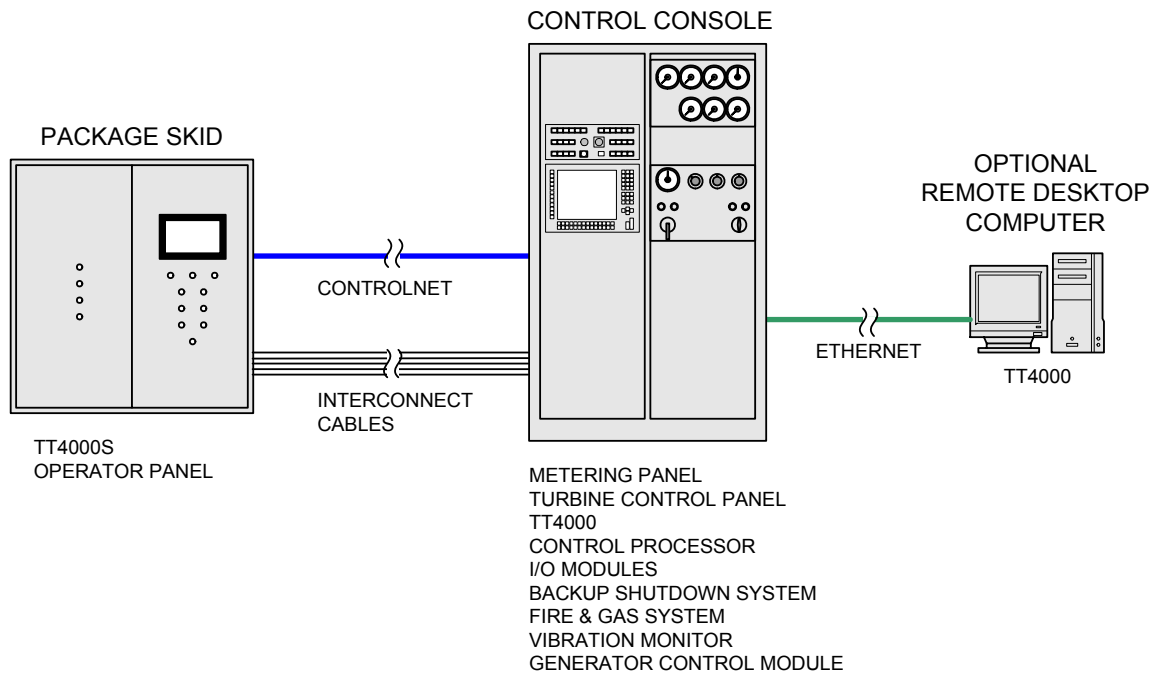 CONTROL CONSOLE
PACKAGE SKID
OPTIONAL
REMOTE DESKTOP
COMPUTER
CONTROLNET
ETHERNET
TT4000
INTERCONNECT
CABLES
TT4000S
OPERATOR PANEL
METERING PANEL
TURBINE CONTROL PANEL
TT4000
CONTROL PROCESSOR
I/O MODULES
BACKUP SHUTDOWN SYSTEM
FIRE & GAS SYSTEM
VIBRATION MONITOR
GENERATOR CONTROL MODULE